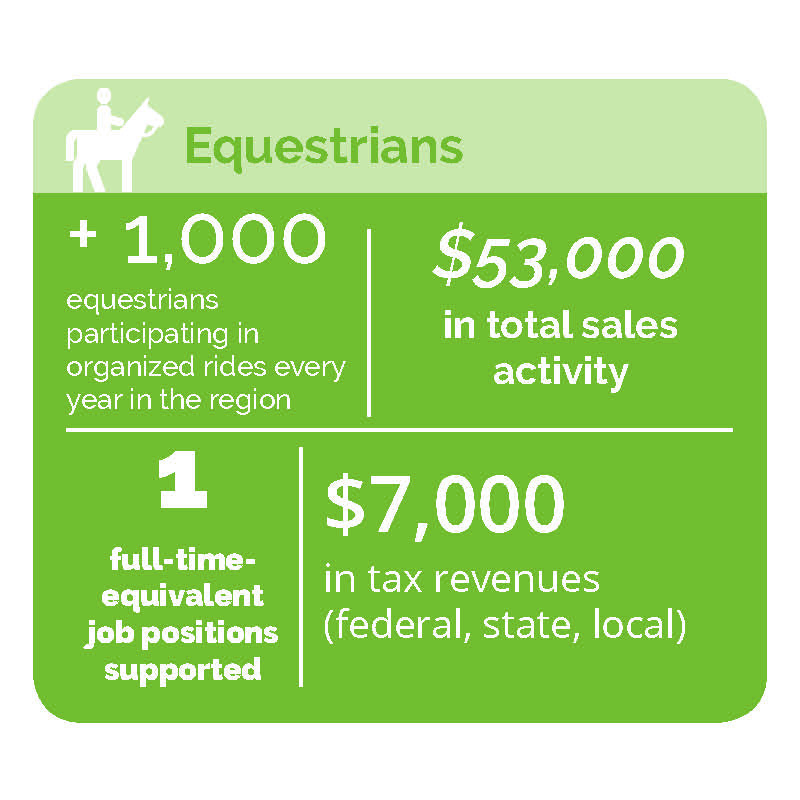 Equestrians
+ 1,000
equestrians
participating in
organized rides every
year in the region
$53,000
in total sales
activity
1
full-time-
equivalent
job positions
supported
$7,000
in tax revenues
(federal, state, local)